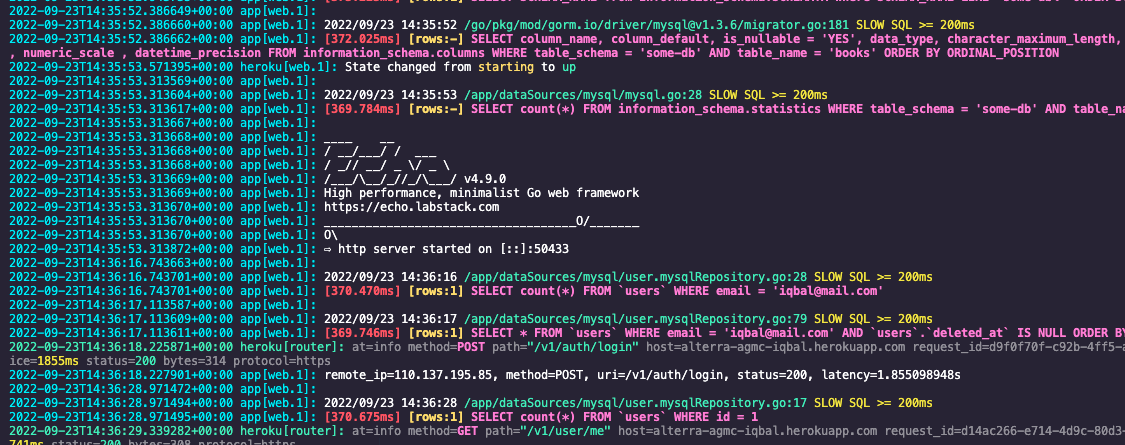 2022-09-23T14:35:52.386649+00:00 app[web.1]:
2022-09-23T14:35:52.386660+00:00 app[web.1]: 2022/09/23 14:35:52 /go/pkg/mod/gorm.io/driver/mysql@v1.3.6/migrator.go:181 SLOW SQL >= 200ms
2022-09-23T14:35:52.386662+00:00 app[web.1]: [372.025ms] [rows:-] SELECT column_name, column_default, is_nullable = 'YES', data_type, character_maximum_length,
, numeric_scale , datetime_precision FROM information_schema.columns WHERE table_schema = 'some-db' AND table_name = 'books' ORDER BY ORDINAL_POSITION
2022-09-23T14:35:53.571395+00:00 heroku[web.1]: State changed from starting to up
2022-09-23T14:35:53.313569+00:00 app[web.1]:
2022-09-23T14:35:53.313604+00:00 app[web.1]: 2022/09/23 14:35:53 /app/dataSources/mysql/mysql.go:28 SLOW SQL >= 200ms
2022-09-23T14:35:53.313617+00:00 app[web.1]: [369.784ms] [rows:-] SELECT count(*) FROM information_schema.statistics WHERE table_schema = 'some-db' AND table_na
2022-09-23T14:35:53.313667+00:00 app[web.1]:
2022-09-23T14:35:53.313668+00:00 app[web.1]: ____    __
2022-09-23T14:35:53.313668+00:00 app[web.1]: / __/___/ /  ___
2022-09-23T14:35:53.313668+00:00 app[web.1]: / _// __/ _ \/ _ \
2022-09-23T14:35:53.313669+00:00 app[web.1]: /___/\__/_//_/\___/ v4.9.0
2022-09-23T14:35:53.313669+00:00 app[web.1]: High performance, minimalist Go web framework
2022-09-23T14:35:53.313670+00:00 app[web.1]: https://echo.labstack.com
2022-09-23T14:35:53.313670+00:00 app[web.1]: ____________________________________O/_______
2022-09-23T14:35:53.313670+00:00 app[web.1]: O\
2022-09-23T14:35:53.313872+00:00 app[web.1]: ⇨ http server started on [::]:50433
2022-09-23T14:36:16.743663+00:00 app[web.1]:
2022-09-23T14:36:16.743701+00:00 app[web.1]: 2022/09/23 14:36:16 /app/dataSources/mysql/user.mysqlRepository.go:28 SLOW SQL >= 200ms
2022-09-23T14:36:16.743701+00:00 app[web.1]: [370.470ms] [rows:1] SELECT count(*) FROM `users` WHERE email = 'iqbal@mail.com'
2022-09-23T14:36:17.113587+00:00 app[web.1]:
2022-09-23T14:36:17.113609+00:00 app[web.1]: 2022/09/23 14:36:17 /app/dataSources/mysql/user.mysqlRepository.go:79 SLOW SQL >= 200ms
2022-09-23T14:36:17.113611+00:00 app[web.1]: [369.746ms] [rows:1] SELECT * FROM `users` WHERE email = 'iqbal@mail.com' AND `users`.`deleted_at` IS NULL ORDER BY
2022-09-23T14:36:18.225871+00:00 heroku[router]: at=info method=POST path="/v1/auth/login" host=alterra-agmc-iqbal.herokuapp.com request_id=d9f0f70f-c92b-4ff5-a
ice=1855ms status=200 bytes=314 protocol=https
2022-09-23T14:36:18.227901+00:00 app[web.1]: remote_ip=110.137.195.85, method=POST, uri=/v1/auth/login, status=200, latency=1.855098948s
2022-09-23T14:36:28.971472+00:00 app[web.1]:
2022-09-23T14:36:28.971494+00:00 app[web.1]: 2022/09/23 14:36:28 /app/dataSources/mysql/user.mysqlRepository.go:17 SLOW SQL >= 200ms
2022-09-23T14:36:28.971495+00:00 app[web.1]: [370.675ms] [rows:1] SELECT count(*) FROM `users` WHERE id = 1
2022-09-23T14:36:29.339282+00:00 heroku[router]: at=info method=GET path="/v1/user/me" host=alterra-agmc-iqbal.herokuapp.com request_id=d14ac266-e714-4d9c-80d3-
741ms status=200 bytes=308 protocol=https